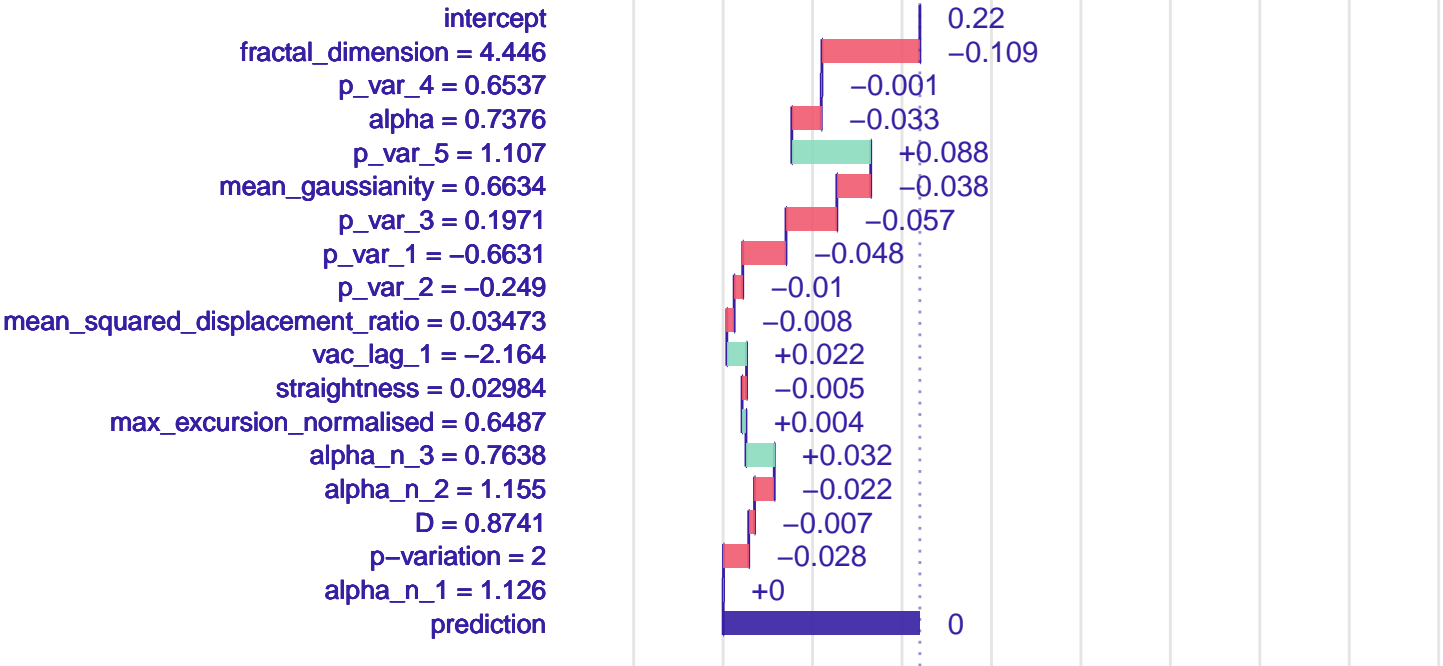 intercept 0.22
fractal_dimension = 4.446 −0.109
p_var_4 = 0.6537 −0.001
alpha = 0.7376 −0.033
p_var_5 = 1.107 +0.088
mean_gaussianity = 0.6634 −0.038
p_var_3 = 0.1971 −0.057
p_var_1 = −0.6631 −0.048
p_var_2 = −0.249 −0.01
mean_squared_displacement_ratio = 0.03473 −0.008
vac_lag_1 = −2.164 +0.022
straightness = 0.02984 −0.005
max_excursion_normalised = 0.6487 +0.004
alpha_n_3 = 0.7638 +0.032
alpha_n_2 = 1.155 −0.022
D = 0.8741 −0.007
p−variation = 2 −0.028
alpha_n_1 = 1.126 +0
prediction 0